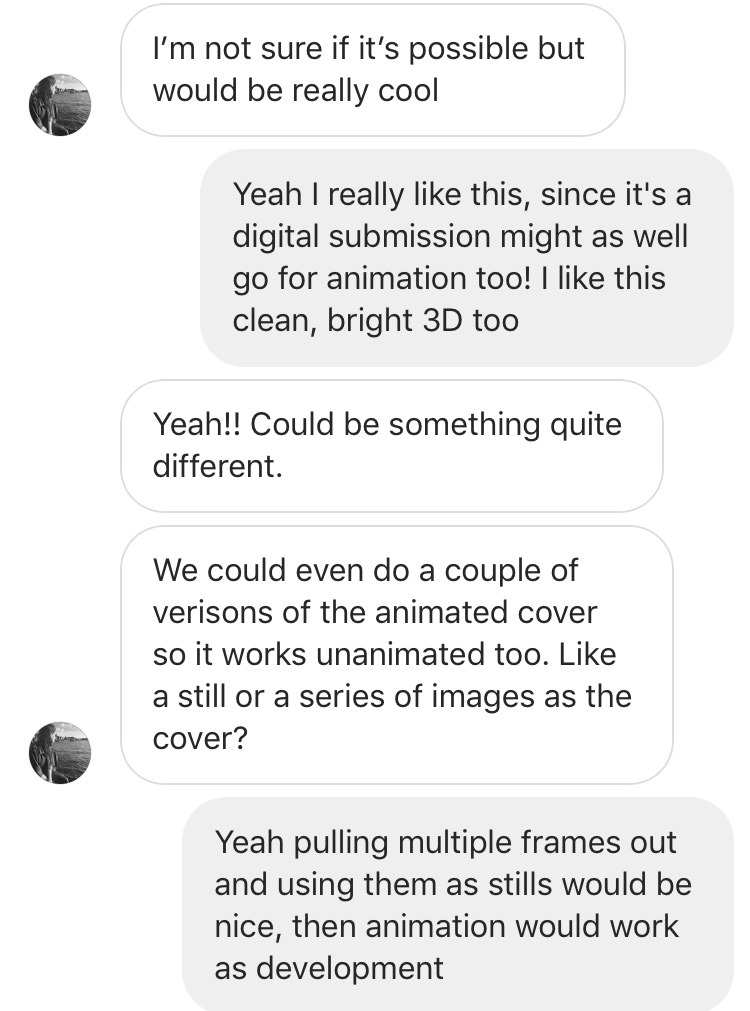 I’m not sure if it’s possible but
would be really cool
Yeah I really like this, since it's a
digital submission might as well
go for animation too! I like this
clean, bright 3D too
Yeah!! Could be something quite
different.
We could even do a couple of
verisons of the animated cover
so it works unanimated too. Like
a still or a series of images as the
cover?
Yeah pulling multiple frames out
and using them as stills would be
nice, then animation would work
as development